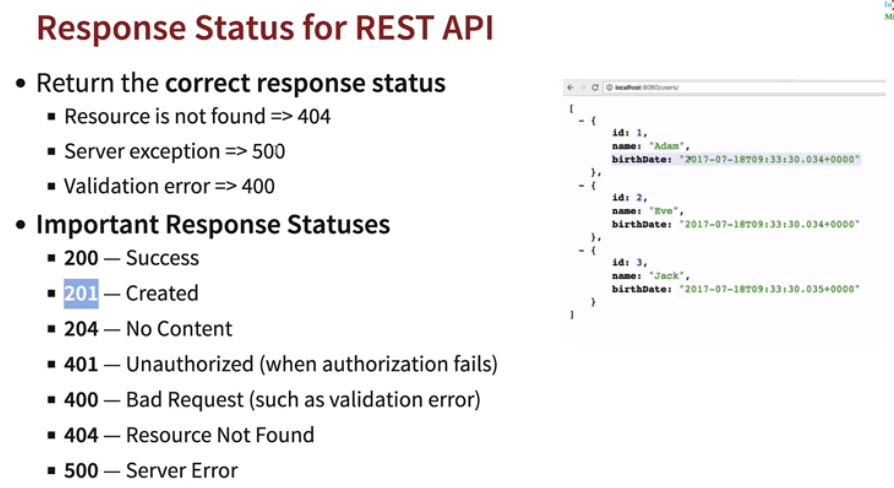 Response Status for REST API
• Return the correct response status
▪ Resource is not found => 404
▪ Server exception => 500
▪ Validation error => 400
• Important Response Statuses
▪ 200 — Success
▪ 201 — Created
▪ 204 — No Content
▪ 401 — Unauthorized (when authorization fails)
▪ 400 — Bad Request (such as validation error)
▪ 404 — Resource Not Found
▪ 500 — Server Error
localhost:8080/users/
[
- {
id: 1,
name: "Adam",
birthDate: "2017-07-18T09:33:30.034+0000"
},
- {
id: 2,
name: "Eve",
birthDate: "2017-07-18T09:33:30.034+0000"
},
- {
id: 3,
name: "Jack",
birthDate: "2017-07-18T09:33:30.035+0000"
}
]